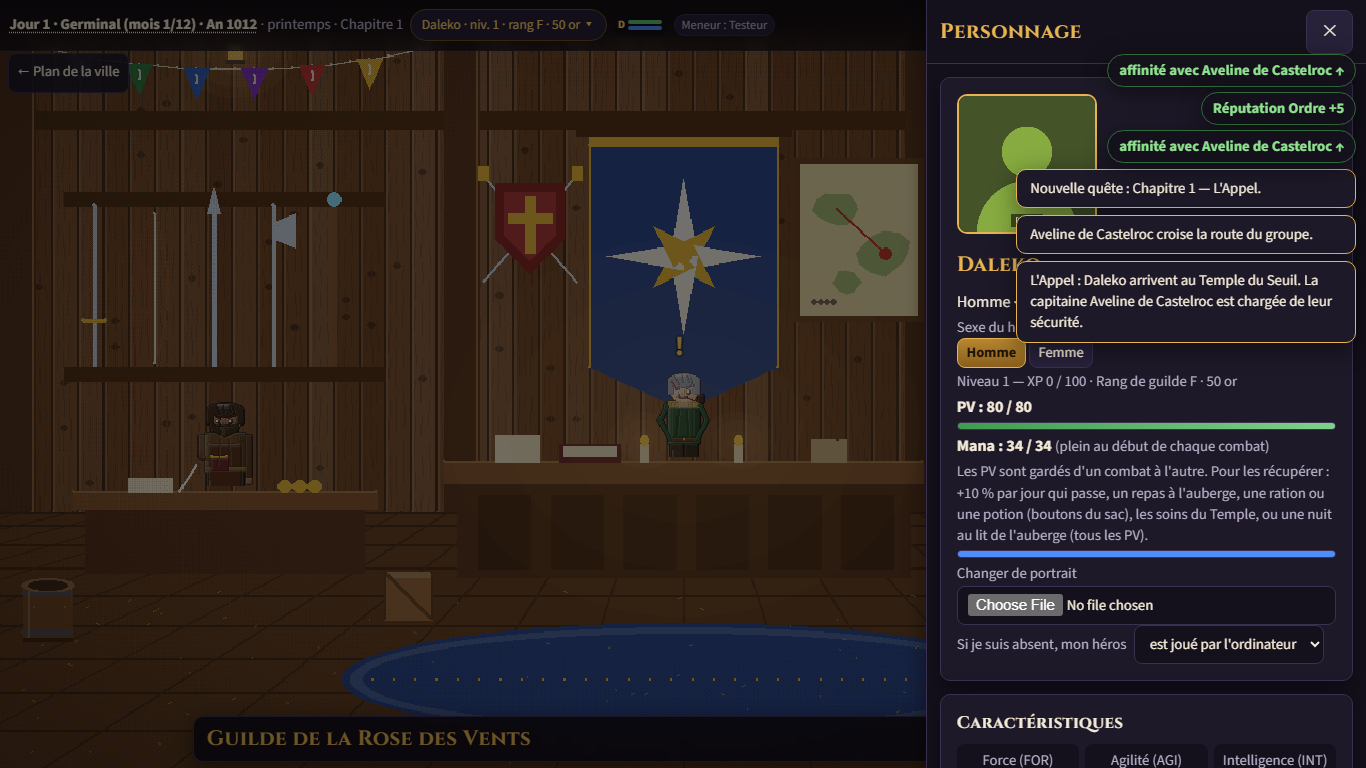 Jour 1 · Germinal (mois 1/12) · An 1012 · printemps · Chapitre 1
Daleko · niv. 1 · rang F · 50 or ▾
D
Meneur : Testeur
← Plan de la ville
Guilde de la Rose des Vents
Personnage
✕
affinité avec Aveline de Castelroc ↑
Réputation Ordre +5
affinité avec Aveline de Castelroc ↑
Nouvelle quête : Chapitre 1 — L'Appel.
Aveline de Castelroc croise la route du groupe.
L'Appel : Daleko arrivent au Temple du Seuil. La
capitaine Aveline de Castelroc est chargée de leur
sécurité.
Homme
Sexe du h
Homme
Femme
Niveau 1 — XP 0 / 100 · Rang de guilde F · 50 or
PV : 80 / 80
Mana : 34 / 34 (plein au début de chaque combat)
Les PV sont gardés d'un combat à l'autre. Pour les récupérer :
+10 % par jour qui passe, un repas à l'auberge, une ration ou
une potion (boutons du sac), les soins du Temple, ou une nuit
au lit de l'auberge (tous les PV).
Changer de portrait
Choose File No file chosen
Si je suis absent, mon héros est joué par l'ordinateur
Caractéristiques
Force (FOR)
Agilité (AGI)
Intelligence (INT)